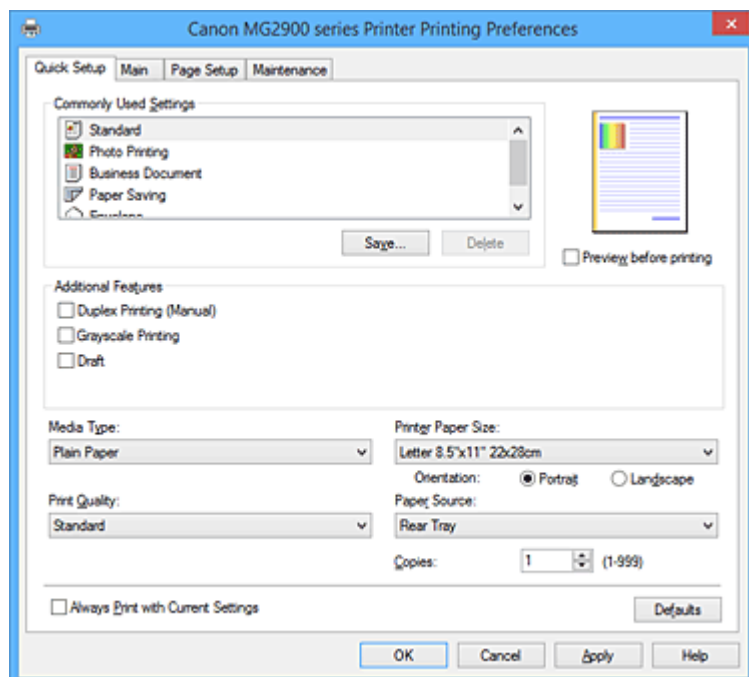 Canon MG2900 series Printer Printing Preferences
Quick Setup Main Page Setup Maintenance
Commonly Used Settings
Standard
Photo Printing
Business Document
Paper Saving
Envelope
Save... Delete
Preview before printing
Additional Features
Duplex Printing (Manual)
Grayscale Printing
Draft
Media Type:
Plain Paper
Printer Paper Size:
Letter 8.5"x11" 22x28cm
Orientation: Portrait Landscape
Print Quality:
Standard
Paper Source:
Rear Tray
Copies: 1 (1-999)
Always Print with Current Settings
Defaults
OK Cancel Apply Help